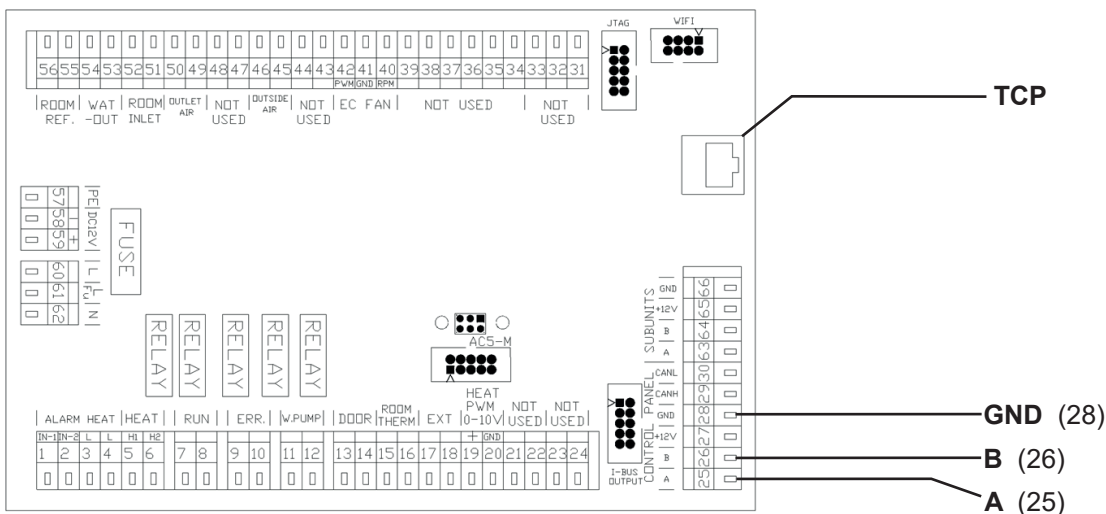 JTAG
WIFI
56 55 54 53 52 51 50 49 48 47 46 45 44 43 42 41 40 39 38 37 36 35 34 33 32 31
PWM GND RPM
ROOM REF.
WAT -OUT
ROOM INLET
OUTLET AIR
NOT USED
OUTSIDE AIR
NOT USED
EC FAN
NOT USED
NOT USED
TCP
57 58 59
PE DC12V
- +
60 61 62
L L Fu N
FUSE
RELAY
RELAY
RELAY
RELAY
RELAY
AC5-M
SUBUNITS
GND 66
+12V 65
B 64
A 63
CONTROL PANEL
CANL 30
CANH 29
GND 28
+12V 27
B 26
A 25
GND (28)
B (26)
A (25)
ALARM HEAT
HEAT
RUN
ERR.
W.PUMP
DOOR
ROOM THERM
EXT
HEAT PWM 0-10V
NOT USED
NOT USED
IN-1 IN-2 L L H1 H2 + GND
1 2 3 4 5 6 7 8 9 10 11 12 13 14 15 16 17 18 19 20 21 22 23 24
I-BUS OUTPUT